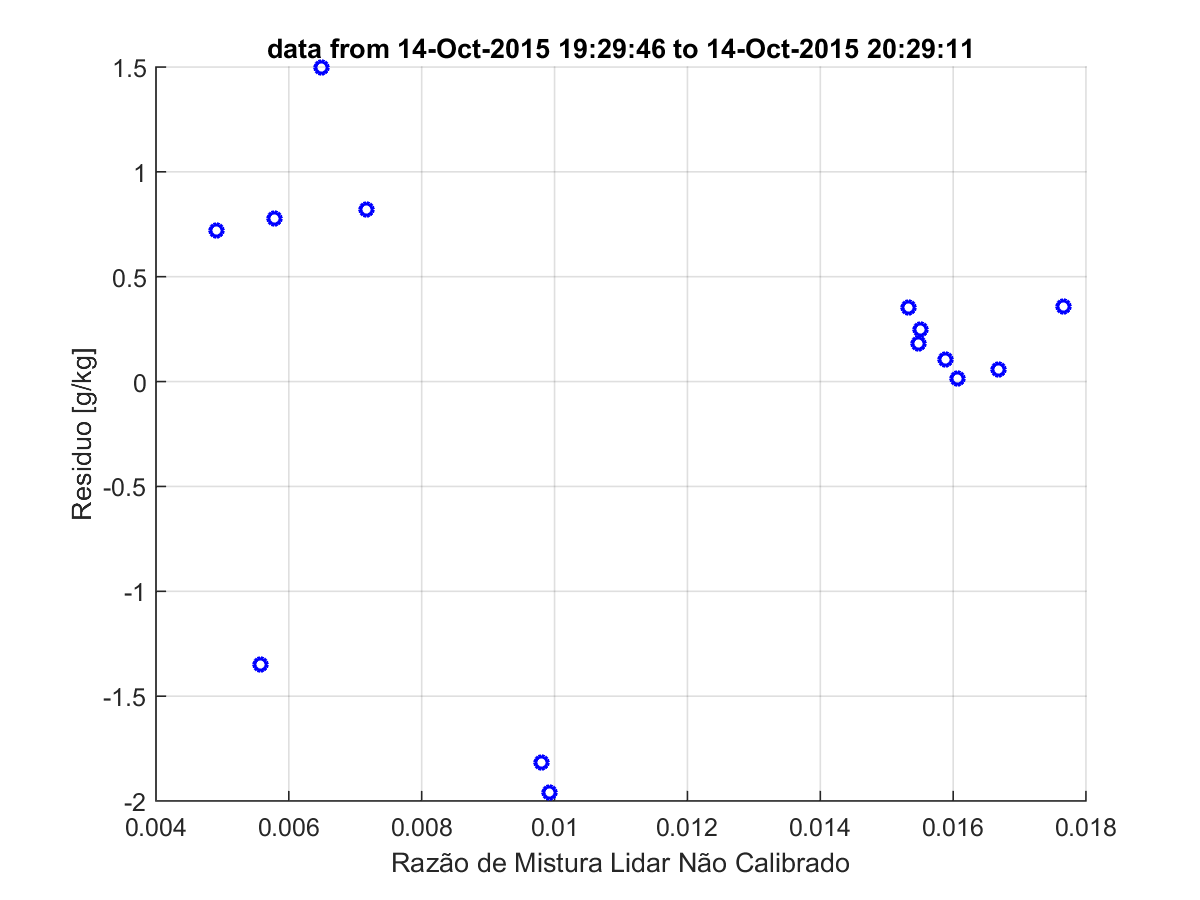 data from 14-Oct-2015 19:29:46 to 14-Oct-2015 20:29:11
1.5
1
0.5
0
-0.5
-1
-1.5
-2
Residuo [g/kg]
0.004 0.006 0.008 0.01 0.012 0.014 0.016 0.018
Razão de Mistura Lidar Não Calibrado